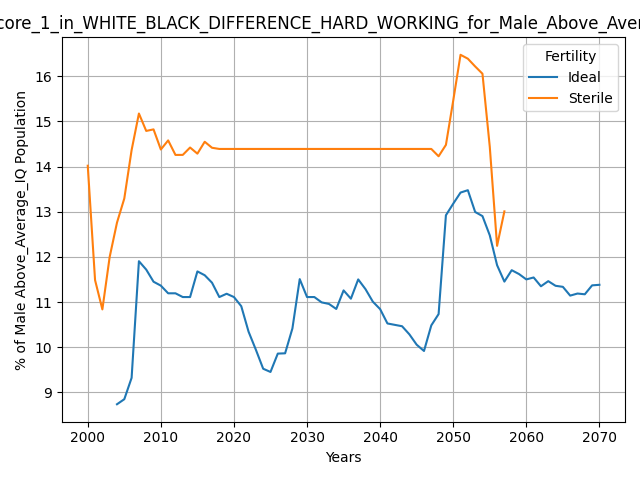 core_1_in_WHITE_BLACK_DIFFERENCE_HARD_WORKING_for_Male_Above_Aver
Fertility
Ideal
Sterile
% of Male Above_Average_IQ Population
16
15
14
13
12
11
10
9
2000 2010 2020 2030 2040 2050 2060 2070
Years